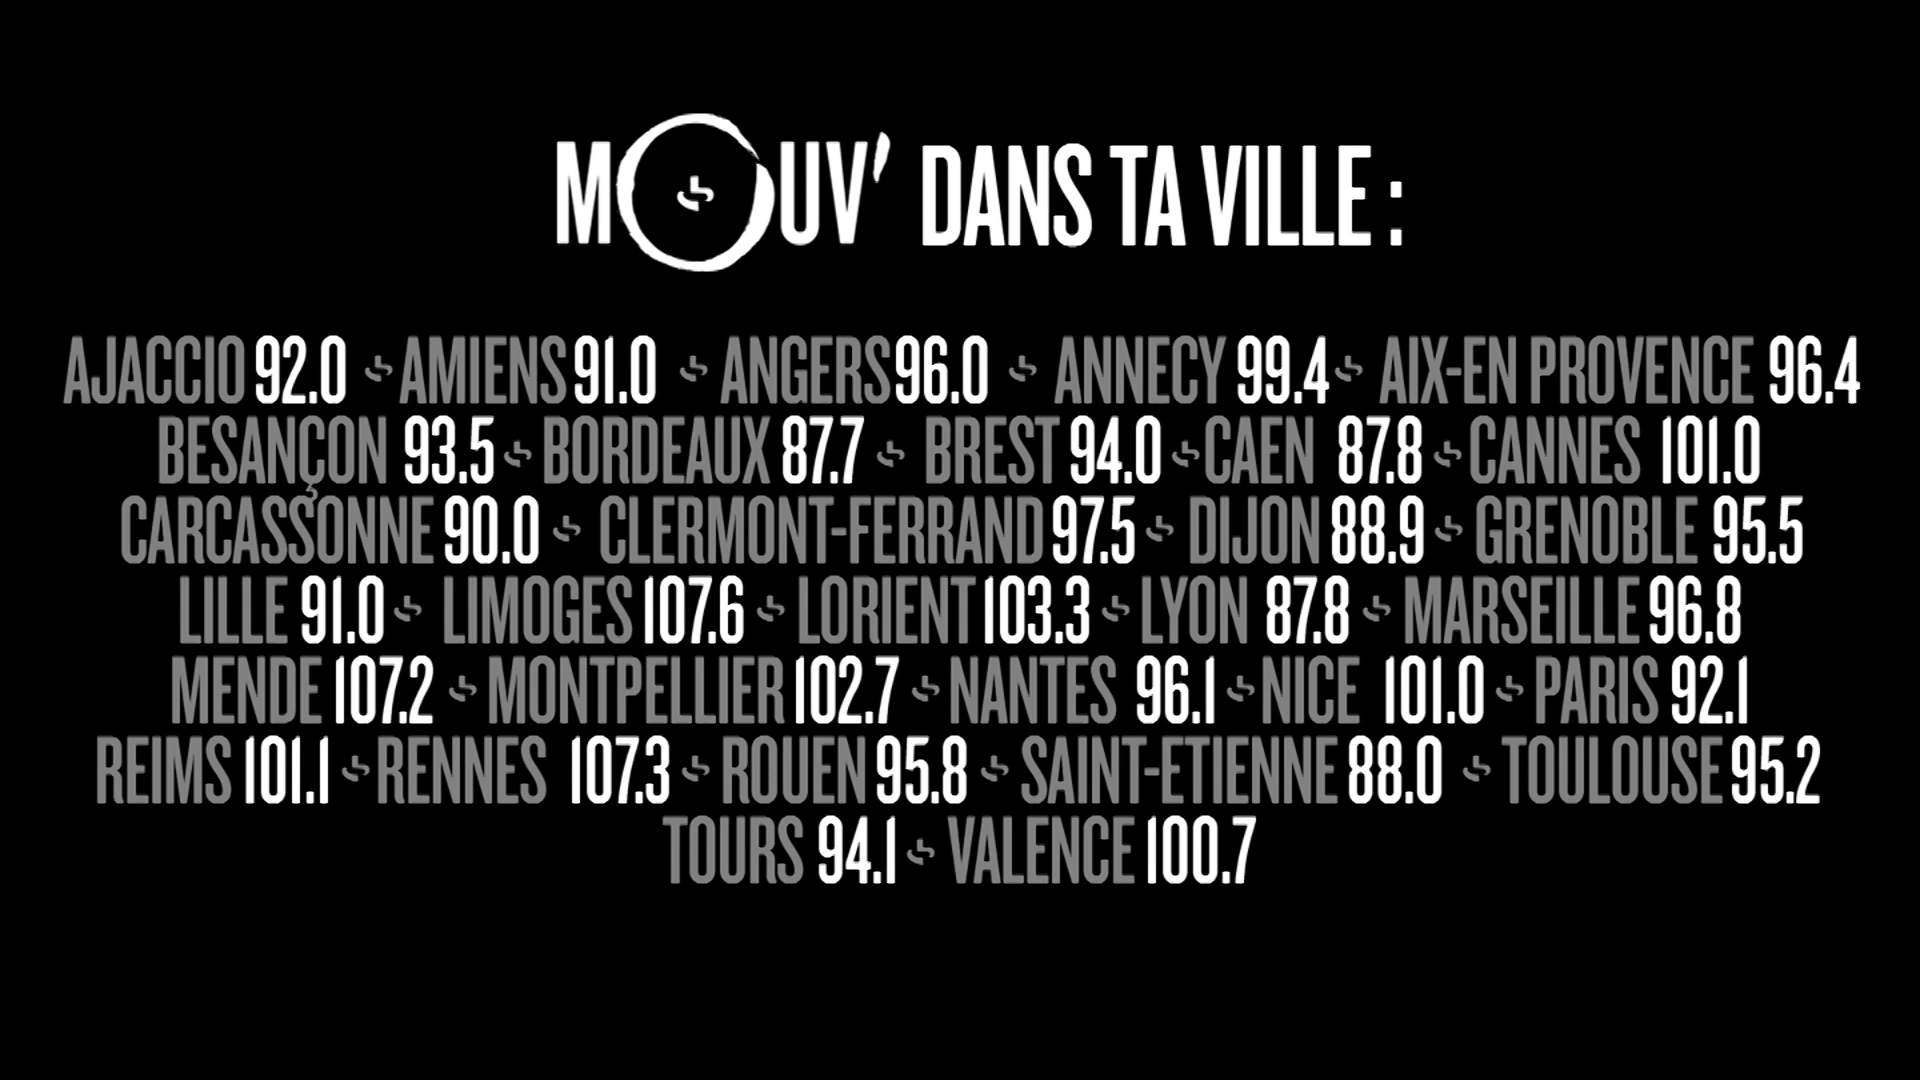 MOUV' DANS TA VILLE :
AJACCIO 92.0 AMIENS 91.0 ANGERS 96.0 ANNECY 99.4 AIX-EN PROVENCE 96.4
BESANÇON 93.5 BORDEAUX 87.7 BREST 94.0 CAEN 87.8 CANNES 101.0
CARCASSONNE 90.0 CLERMONT-FERRAND 97.5 DIJON 88.9 GRENOBLE 95.5
LILLE 91.0 LIMOGES 107.6 LORIENT 103.3 LYON 87.8 MARSEILLE 96.8
MENDE 107.2 MONTPELLIER 102.7 NANTES 96.1 NICE 101.0 PARIS 92.1
REIMS 101.1 RENNES 107.3 ROUEN 95.8 SAINT-ETIENNE 88.0 TOULOUSE 95.2
TOURS 94.1 VALENCE 100.7